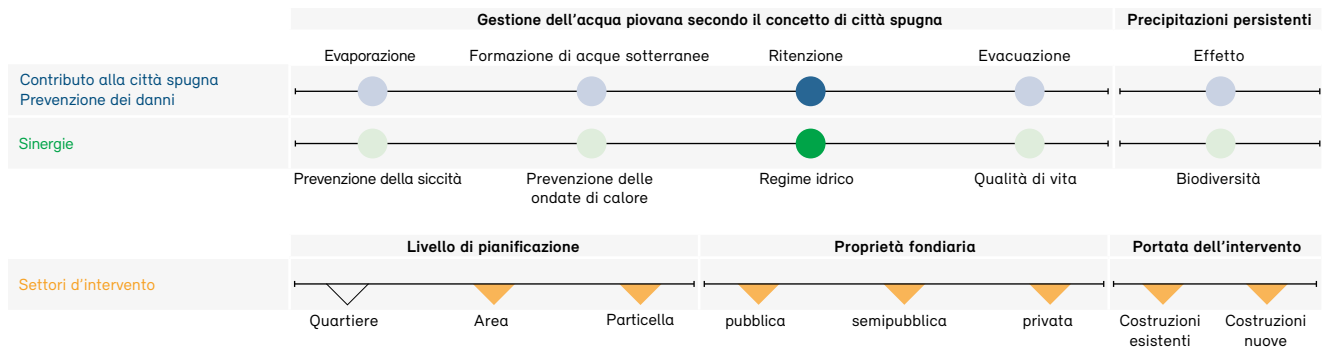 Gestione dell'acqua piovana secondo il concetto di città spugna
Precipitazioni persistenti
Evaporazione
Formazione di acque sotterranee
Ritenzione
Evacuazione
Effetto
Contributo alla città spugna
Prevenzione dei danni
Sinergie
Prevenzione della siccità
Prevenzione delle
ondate di calore
Regime idrico
Qualità di vita
Biodiversità
Livello di pianificazione
Proprietà fondiaria
Portata dell'intervento
Settori d'intervento
Quartiere
Area
Particella
pubblica
semipubblica
privata
Costruzioni
esistenti
Costruzioni
nuove